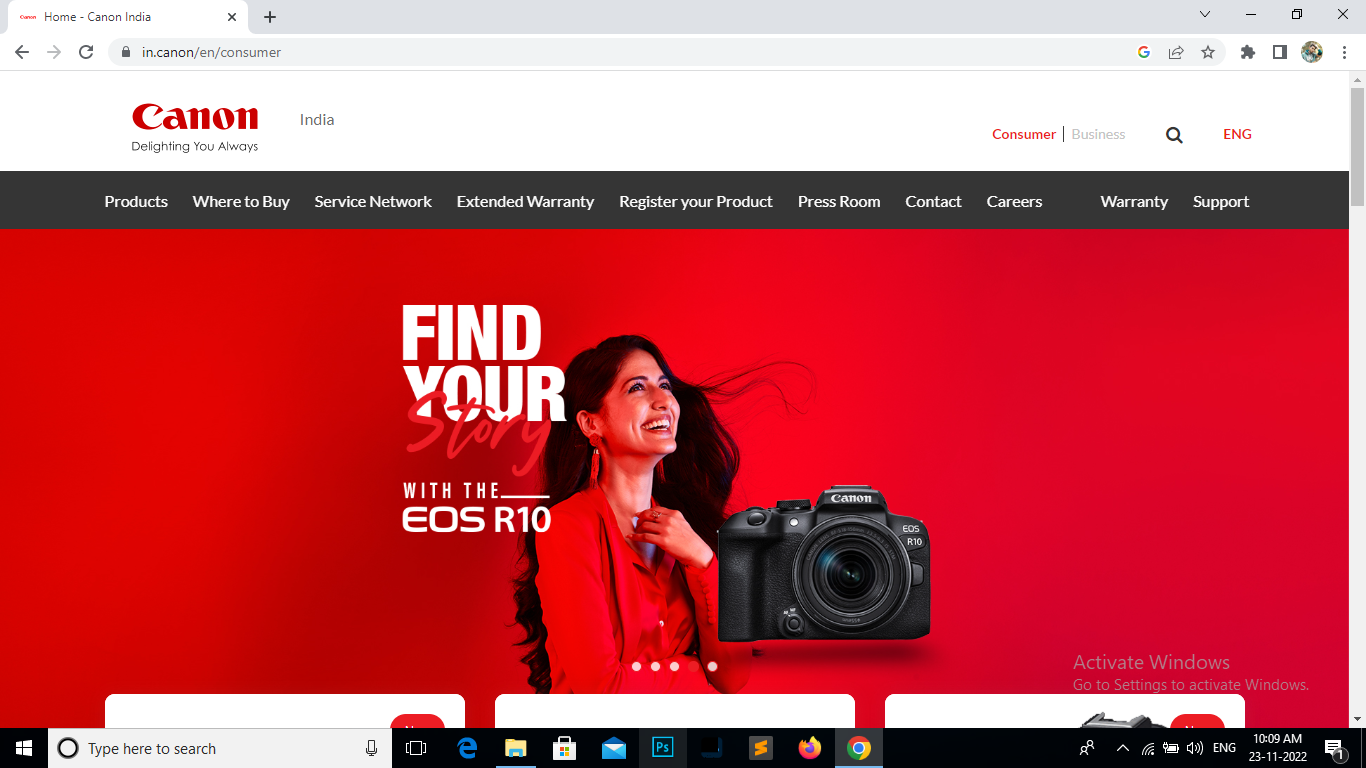 Home - Canon India
in.canon/en/consumer
Canon
Delighting You Always
India
Consumer
Business
ENG
Products
Where to Buy
Service Network
Extended Warranty
Register your Product
Press Room
Contact
Careers
Warranty
Support
FIND
YOUR
Story
WITH THE
EOS R10
Canon
EOS
R10
Activate Windows
Go to Settings to activate Windows.
Type here to search
Ps
ENG
10:09 AM
23-11-2022
1